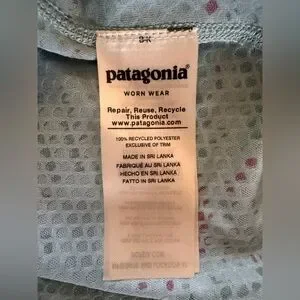 patagonia®
WORN WEAR
Repair, Reuse, Recycle
This Product
www.patagonia.com
100% RECYCLED POLYESTER
EXCLUSIVE OF TRIM
MADE IN SRI LANKA
FABRIQUÉ AU SRI LANKA
HECHO EN SRI LANKA
FATTO IN SRI LANKA